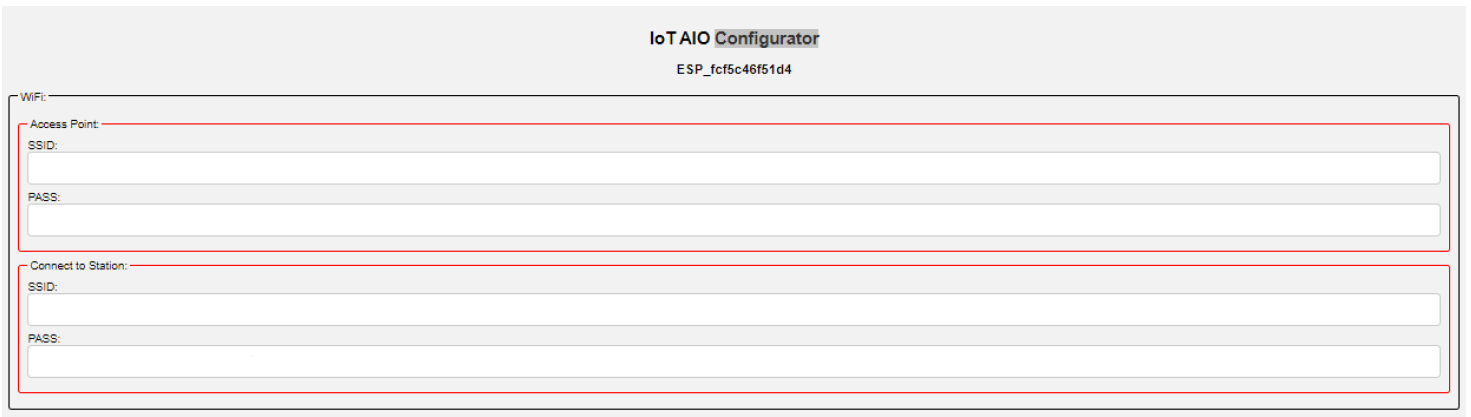 IoT AIO Configurator
ESP_fcf5c46f51d4
WiFi:
Access Point:
SSID:
PASS:
Connect to Station:
SSID:
PASS: